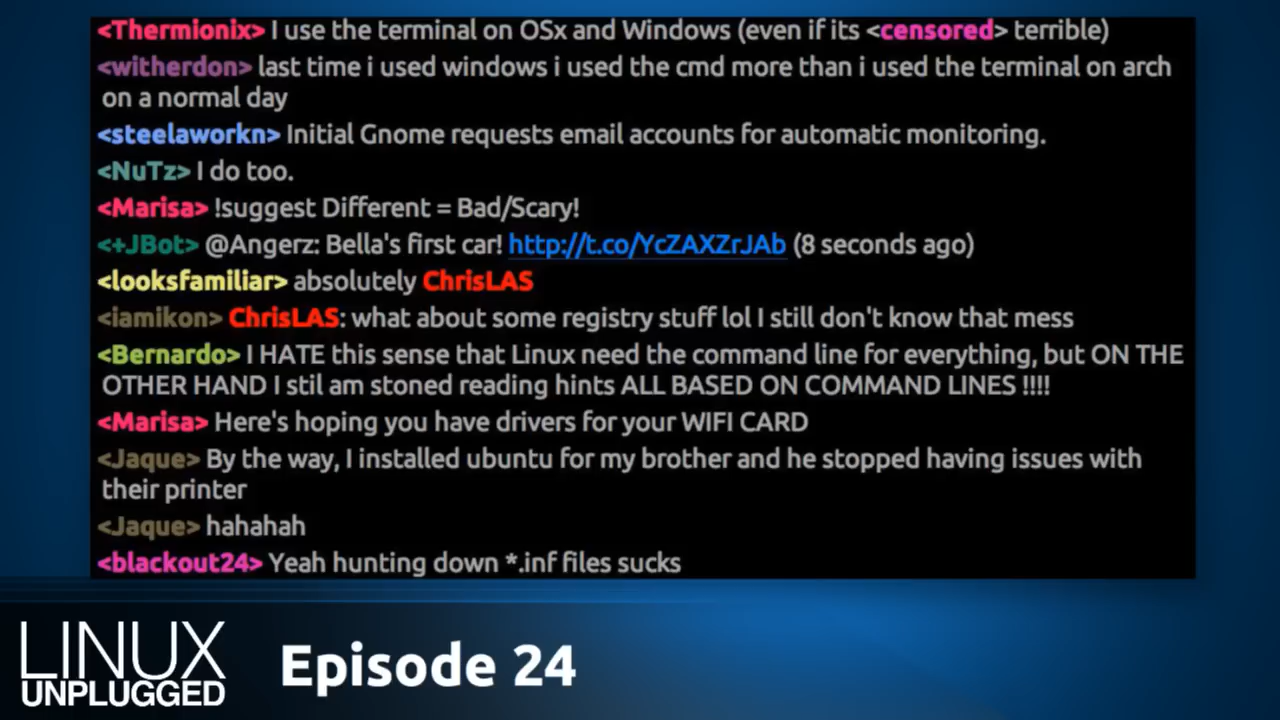 <Thermionix> I use the terminal on OSx and Windows (even if its <censored> terrible)
<witherdon> last time i used windows i used the cmd more than i used the terminal on arch
on a normal day
<steelaworkn> Initial Gnome requests email accounts for automatic monitoring.
<NuTz> I do too.
<Marisa> !suggest Different = Bad/Scary!
<+JBot> @Angerz: Bella's first car! http://t.co/YcZAXZrJAb (8 seconds ago)
<looksfamiliar> absolutely ChrisLAS
<iamikon> ChrisLAS: what about some registry stuff lol I still don't know that mess
<Bernardo> I HATE this sense that Linux need the command line for everything, but ON THE
OTHER HAND I stil am stoned reading hints ALL BASED ON COMMAND LINES !!!!
<Marisa> Here's hoping you have drivers for your WIFI CARD
<Jaque> By the way, I installed ubuntu for my brother and he stopped having issues with
their printer
<Jaque> hahahah
<blackout24> Yeah hunting down *.inf files sucks
LINUX
UNPLUGGED
Episode 24